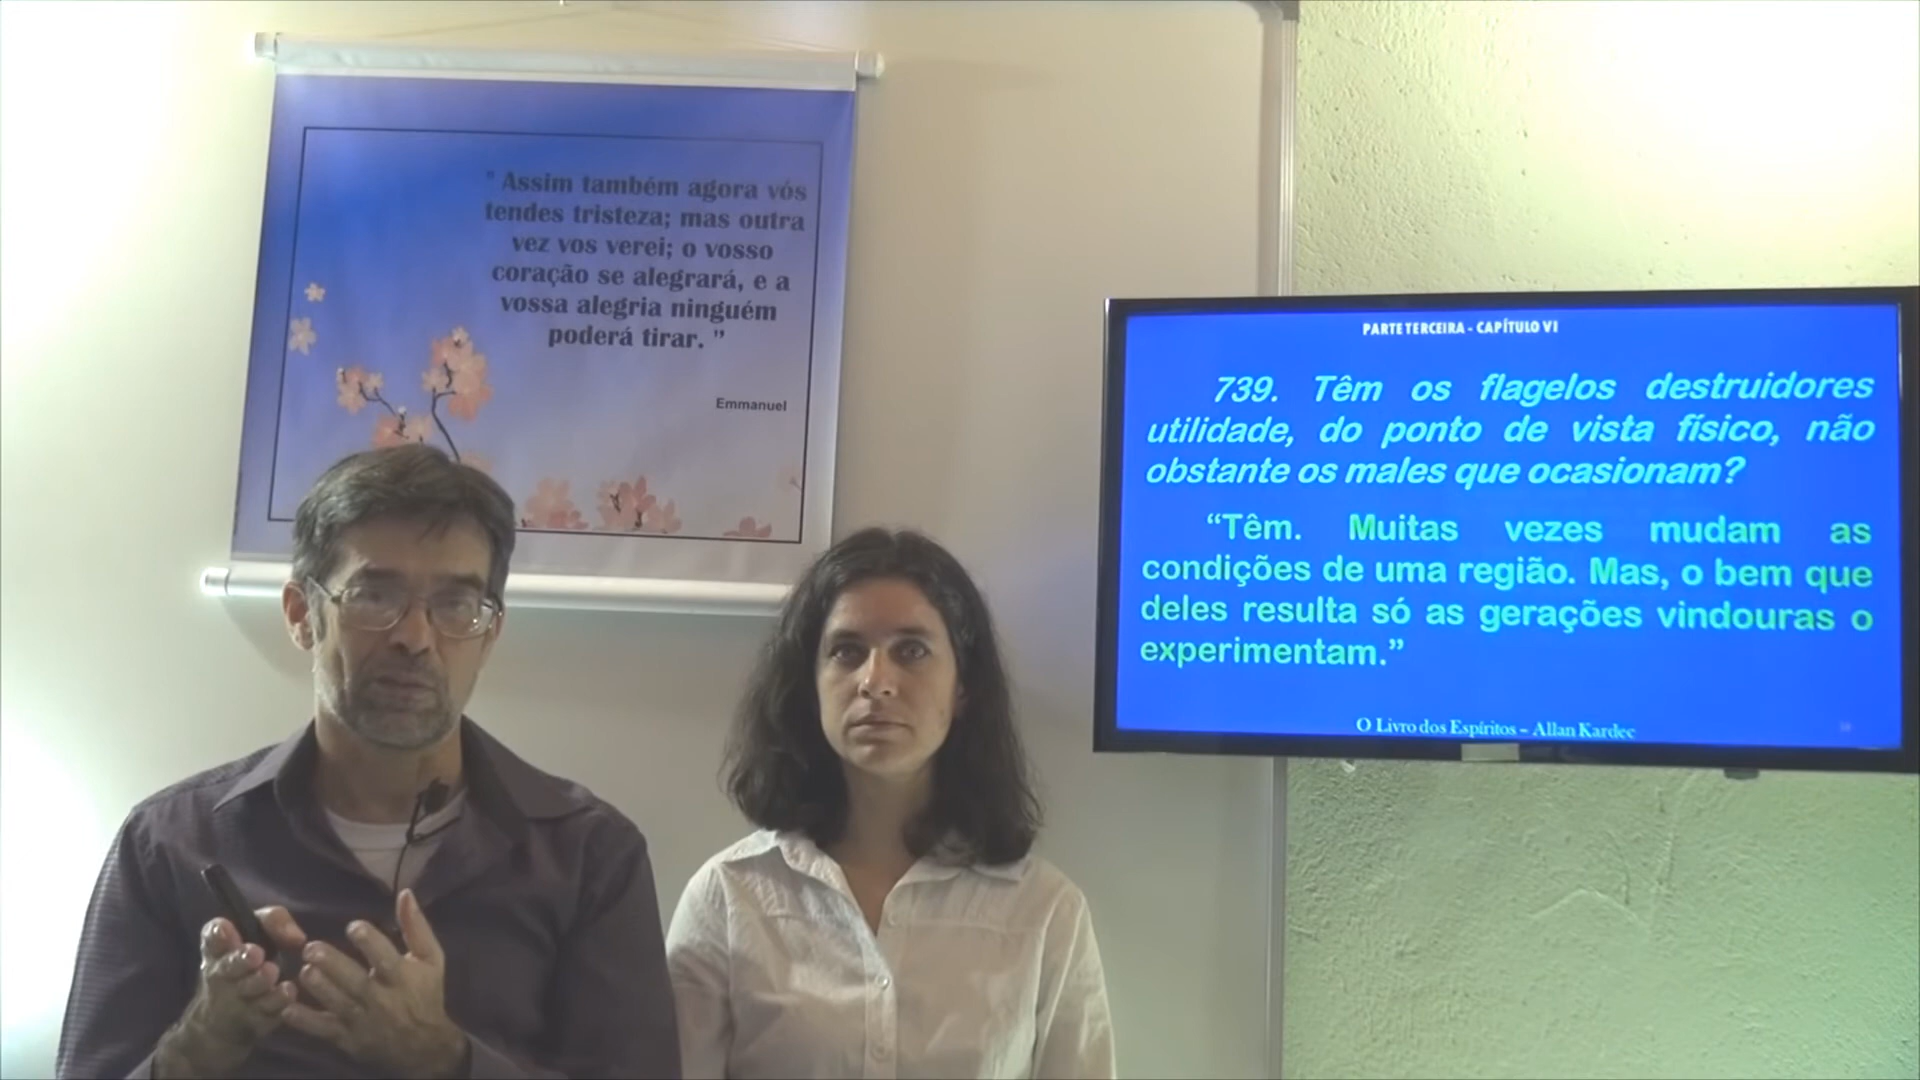 " Assim também agora vós
tendes tristeza; mas outra
vez vos verei; o vosso
coração se alegrará, e a
vossa alegria ninguém
poderá tirar. ”
Emmanuel
PARTE TERCEIRA - CAPÍTULO VI
739. Têm os flagelos destruidores
utilidade, do ponto de vista físico, não
obstante os males que ocasionam?
“Têm. Muitas vezes mudam as
condições de uma região. Mas, o bem que
deles resulta só as gerações vindouras o
experimentam.”
O Livro dos Espíritos – Allan Kardec